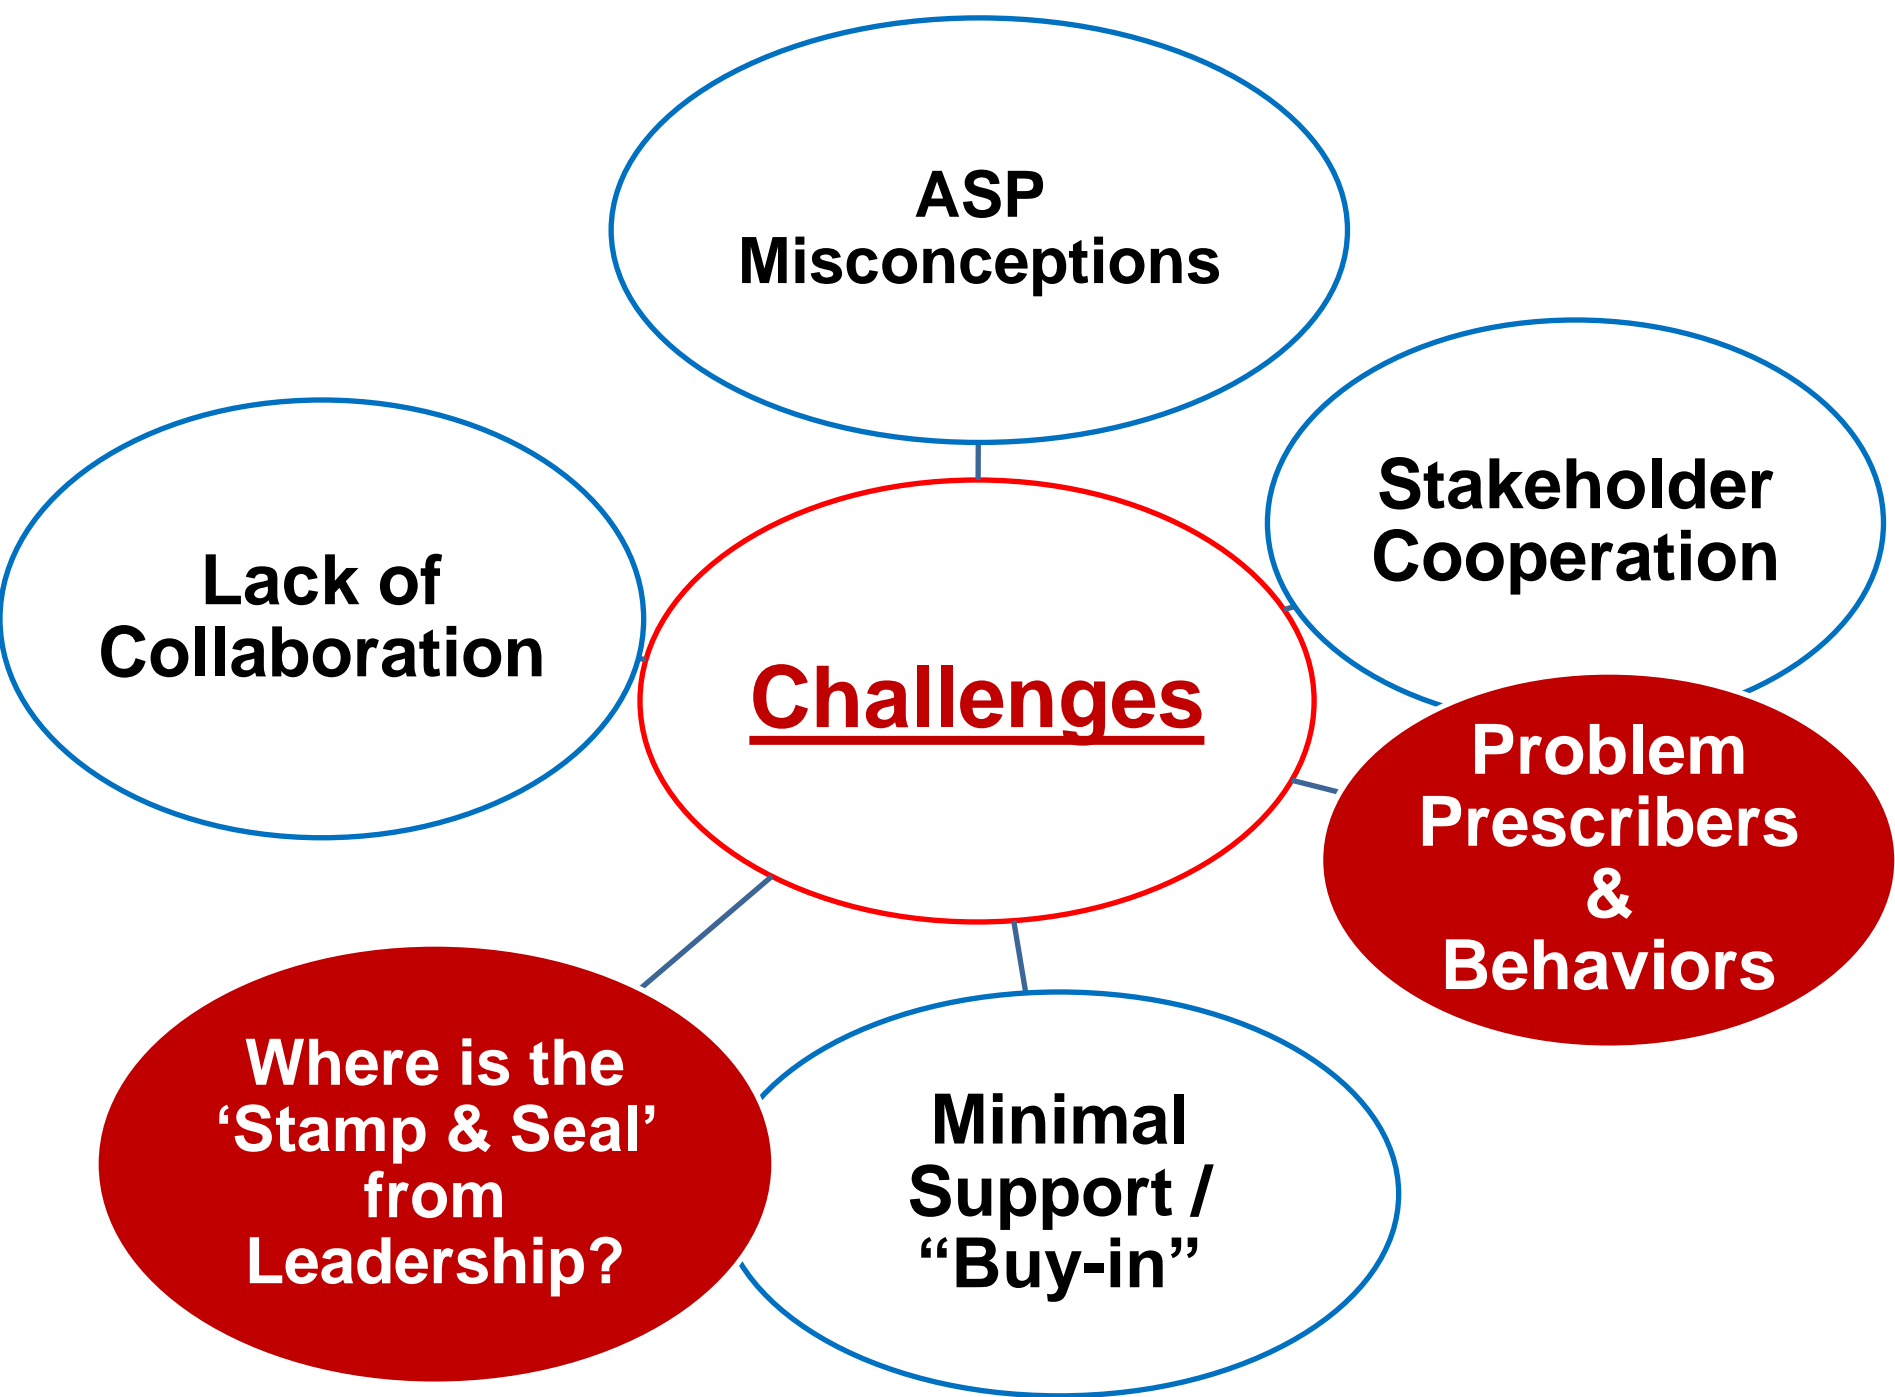 ASP
Misconceptions
Stakeholder
Cooperation
Lack of
Collaboration
Challenges
Problem
Prescribers
&
Behaviors
Where is the
‘Stamp & Seal’
from
Leadership?
Minimal
Support /
“Buy-in”